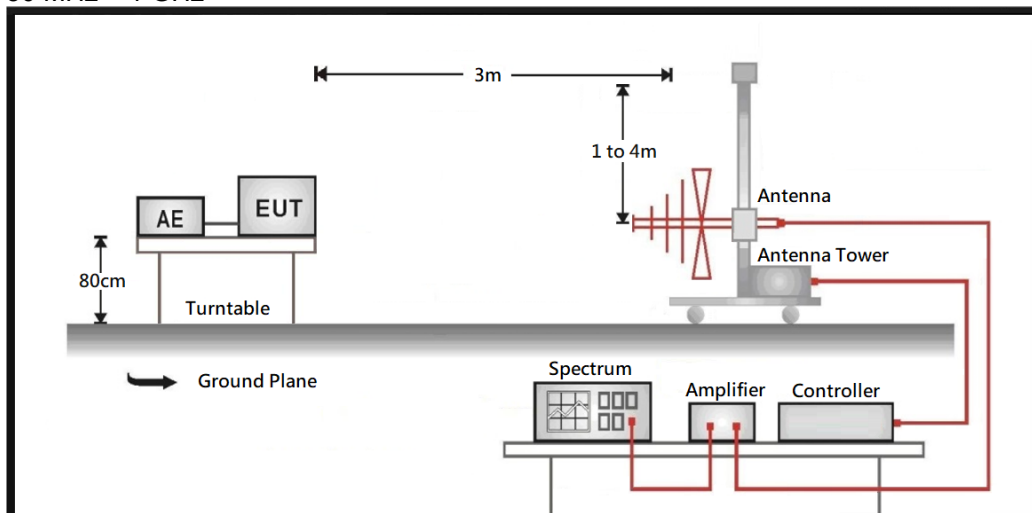 3m
1 to 4m
Antenna
AE
EUT
Antenna Tower
80cm
Turntable
Ground Plane
Spectrum
Amplifier
Controller